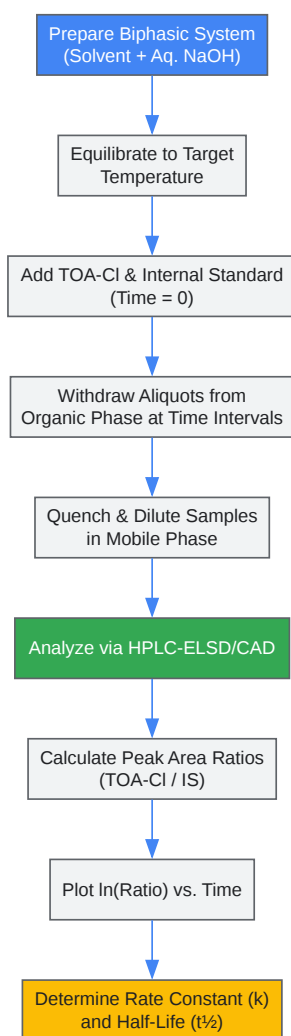 Prepare Biphasic System
(Solvent + Aq. NaOH)
Equilibrate to Target
Temperature
Add TOA-Cl & Internal Standard
(Time = 0)
Withdraw Aliquots from
Organic Phase at Time Intervals
Quench & Dilute Samples
in Mobile Phase
Analyze via HPLC-ELSD/CAD
Calculate Peak Area Ratios
(TOA-Cl / IS)
Plot ln(Ratio) vs. Time
Determine Rate Constant (k)
and Half-Life (t½)